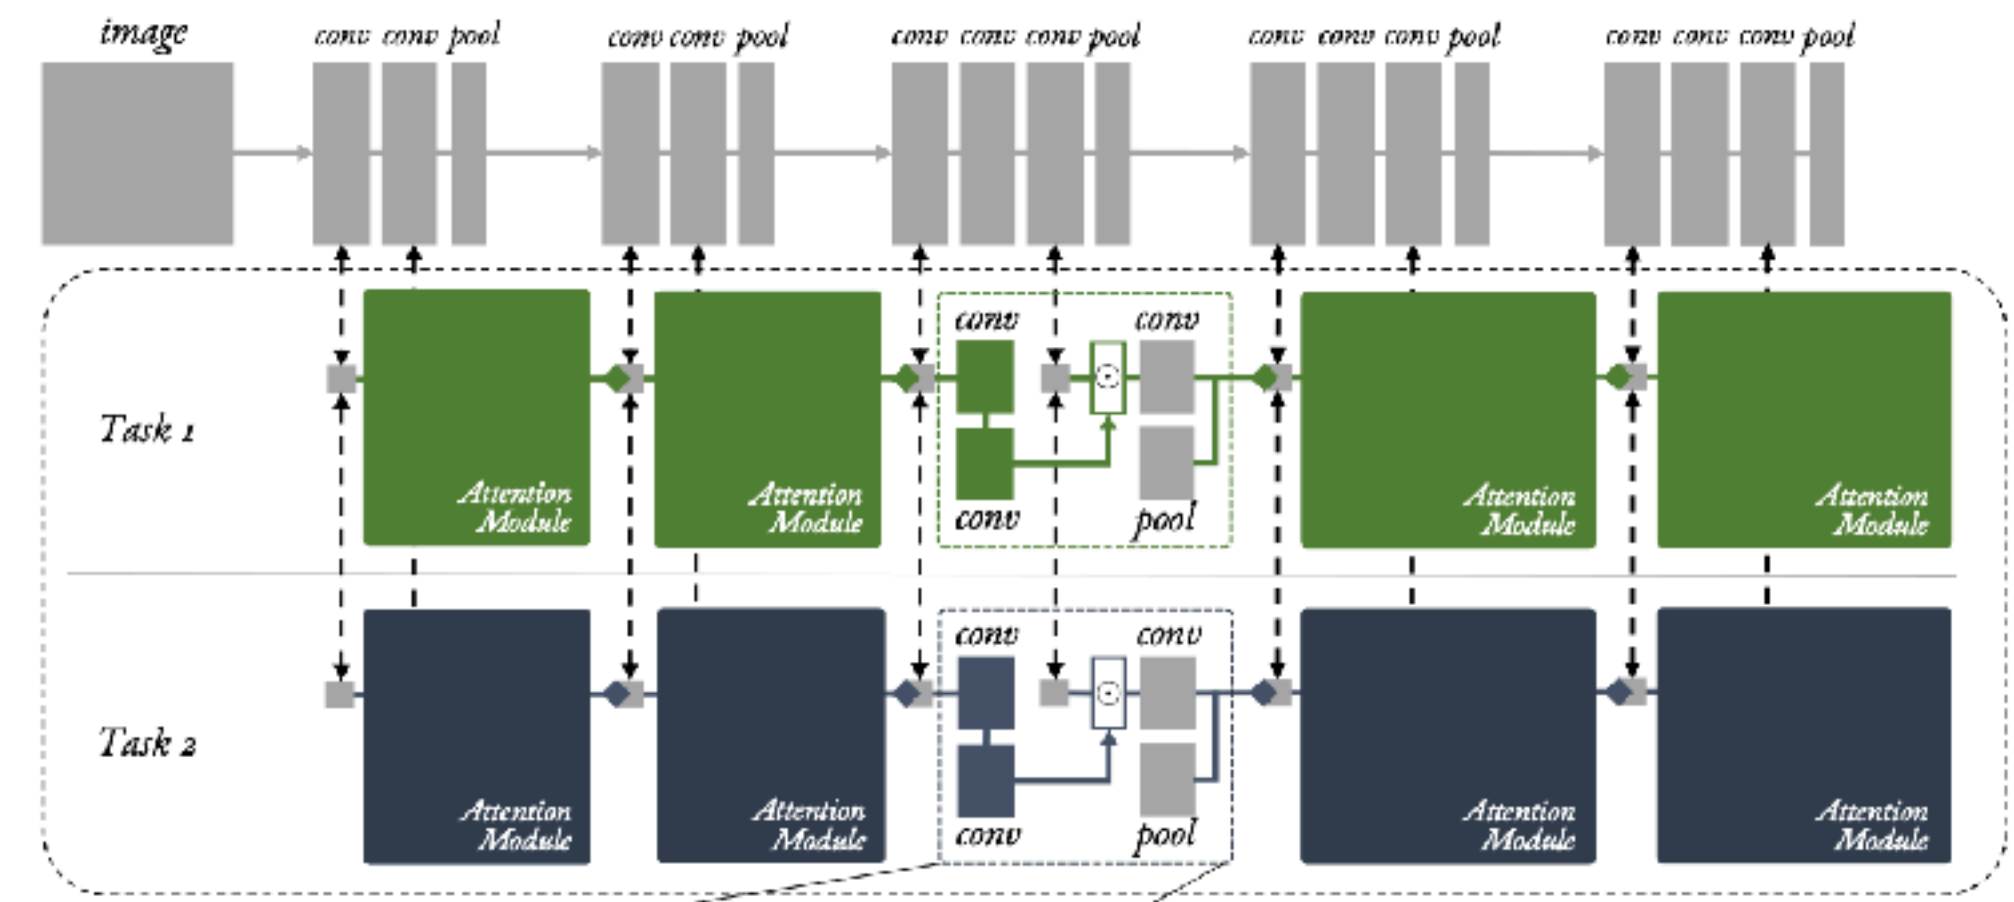 image conv conv pool conv conv pool conv conv conv pool conv conv conv pool conv conv conv pool
conv conv
Task 1
Attention Module
Attention Module
conv pool
Attention Module
Attention Module
conv conv
Task 2
Attention Module
Attention Module
conv pool
Attention Module
Attention Module